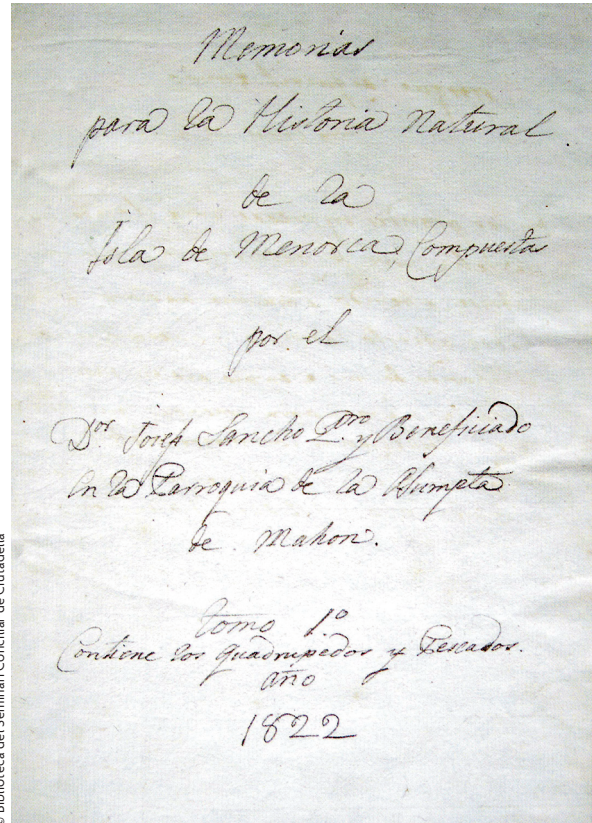 Memorias
para la Historia Natural
de la
Isla de Menorca, Compuestas
por el
Dor Josef Sancho Pbro y Beneficiado
en la Parroquia de la Asumpta
de Mahon.
tomo 1.º
Contiene los quadrupedos y Pescados.
año
1822
© Biblioteca del Seminari Conciliar de Ciutadella